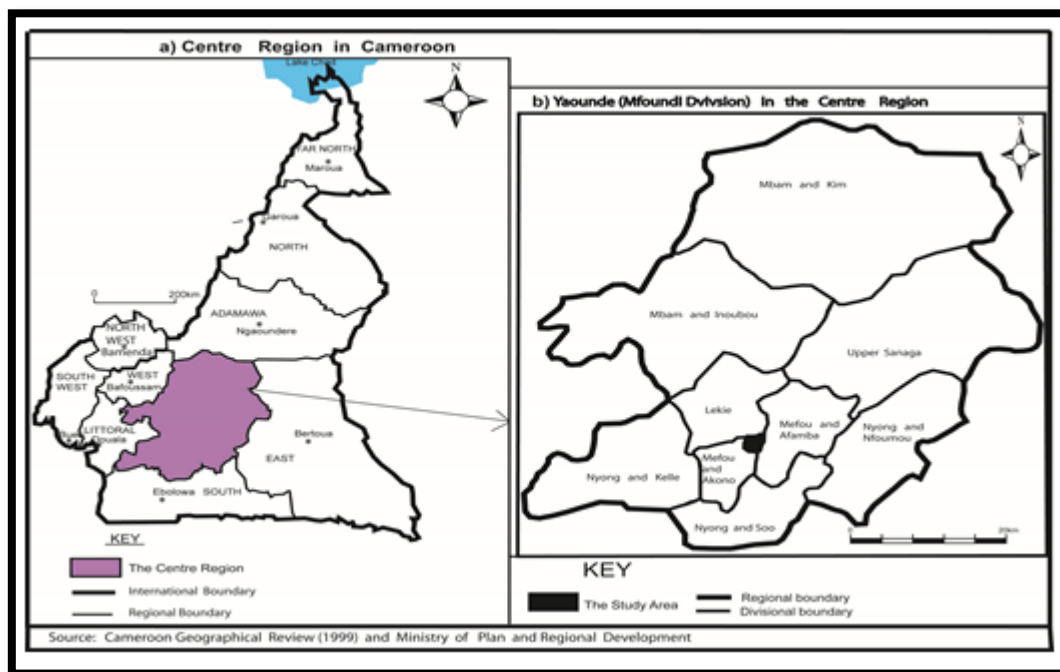 a) Centre Region in Cameroon
N
Lake Chad
FAR NORTH
Maroua
Garoua
NORTH
0 200km
ADAMAWA
Ngaoundere
NORTH
WEST
Bamenda
SOUTH
WEST
WEST
Bafoussam
LITTORAL
Douala
Bertoua
EAST
Ebolowa SOUTH
KEY
The Centre Region
International Boundary
Regional Boundary
b) Yaounde (Mfoundi Dvivsion) In the Centre Region
N
Mbam and Kim
Mbam and Inoubou
Upper Sanaga
Lekie
Mefou and
Afamba
Nyong and
Nfoumou
Nyong and Kelle
Mefou
and
Akono
Nyong and Soo
0 20km
KEY
The Study Area
Regional boundary
Divisional boundary
Source: Cameroon Geographical Review (1999) and Ministry of Plan and Regional Development